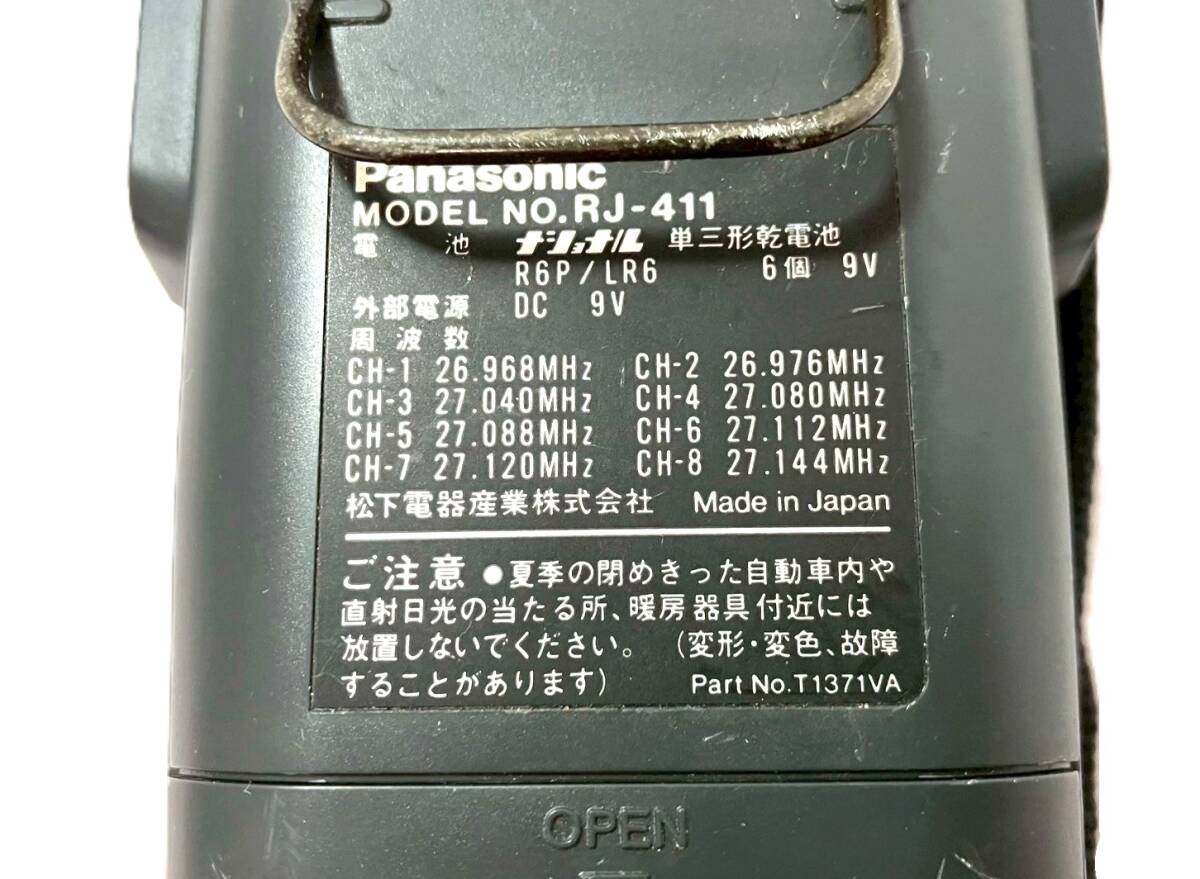 Panasonic
MODEL NO.RJ-411
電池 ナショナル 単三形乾電池
R6P/LR6 6個 9V
外部電源 DC 9V
周波数
CH-1 26.968MHz CH-2 26.976MHz
CH-3 27.040MHz CH-4 27.080MHz
CH-5 27.088MHz CH-6 27.112MHz
CH-7 27.120MHz CH-8 27.144MHz
松下電器産業株式会社 Made in Japan
ご注意 ●夏季の閉めきった自動車内や
直射日光の当たる所、暖房器具付近には
放置しないでください。(変形・変色、故障
することがあります) Part No.T1371VA
OPEN